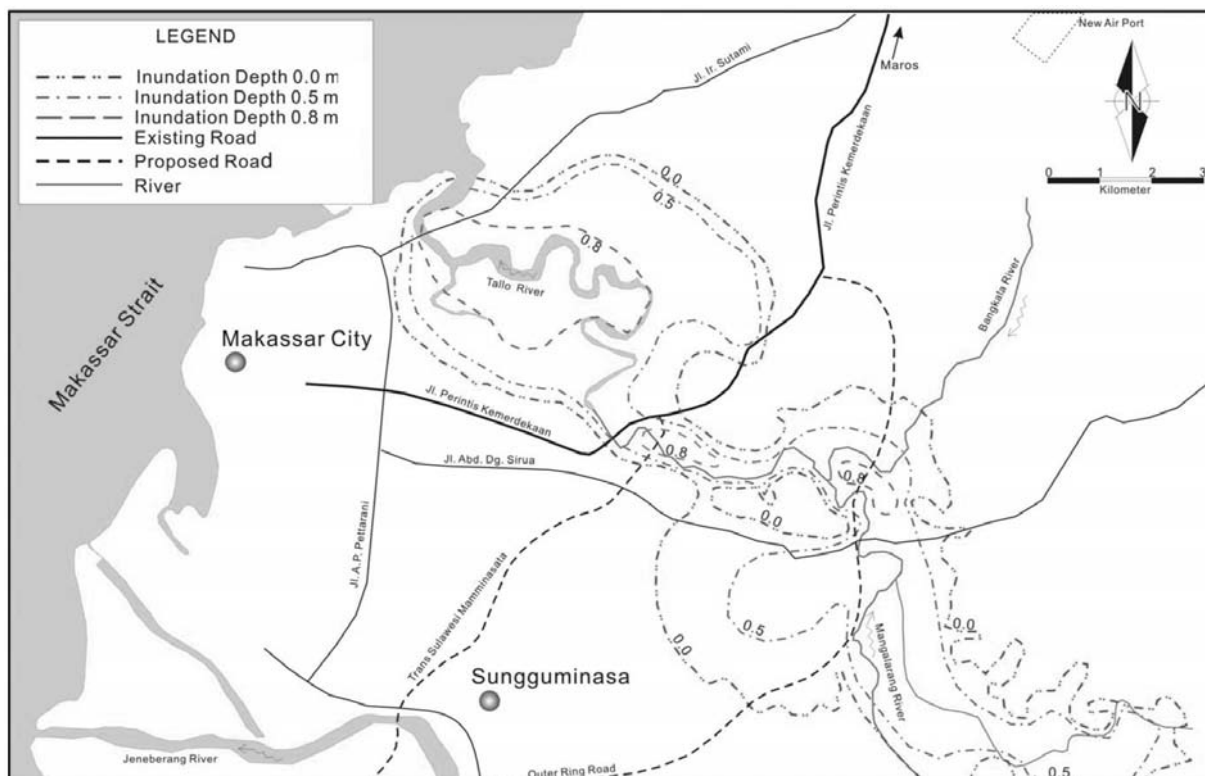 LEGEND
Inundation Depth 0.0 m
Inundation Depth 0.5 m
Inundation Depth 0.8 m
Existing Road
Proposed Road
River
New Air Port
Maros
N
0 1 2 3
Kilometer
Jl. Ir. Sutami
0.0
0.5
0.8
Jl. Perintis Kemerdekaan
Tallo River
Bangkata River
Makassar Strait
Makassar City
Jl. Perintis Kemerdekaan
Jl. Abd. Dg. Sirua
0.8
0.8
0.0
Jl. A.P. Pettarani
Trans Sulawesi Mamminasata
0.5
0.0
0.0
Mangalarang River
Sungguminasa
Jeneberang River
Outer Ring Road
0.5
0.5